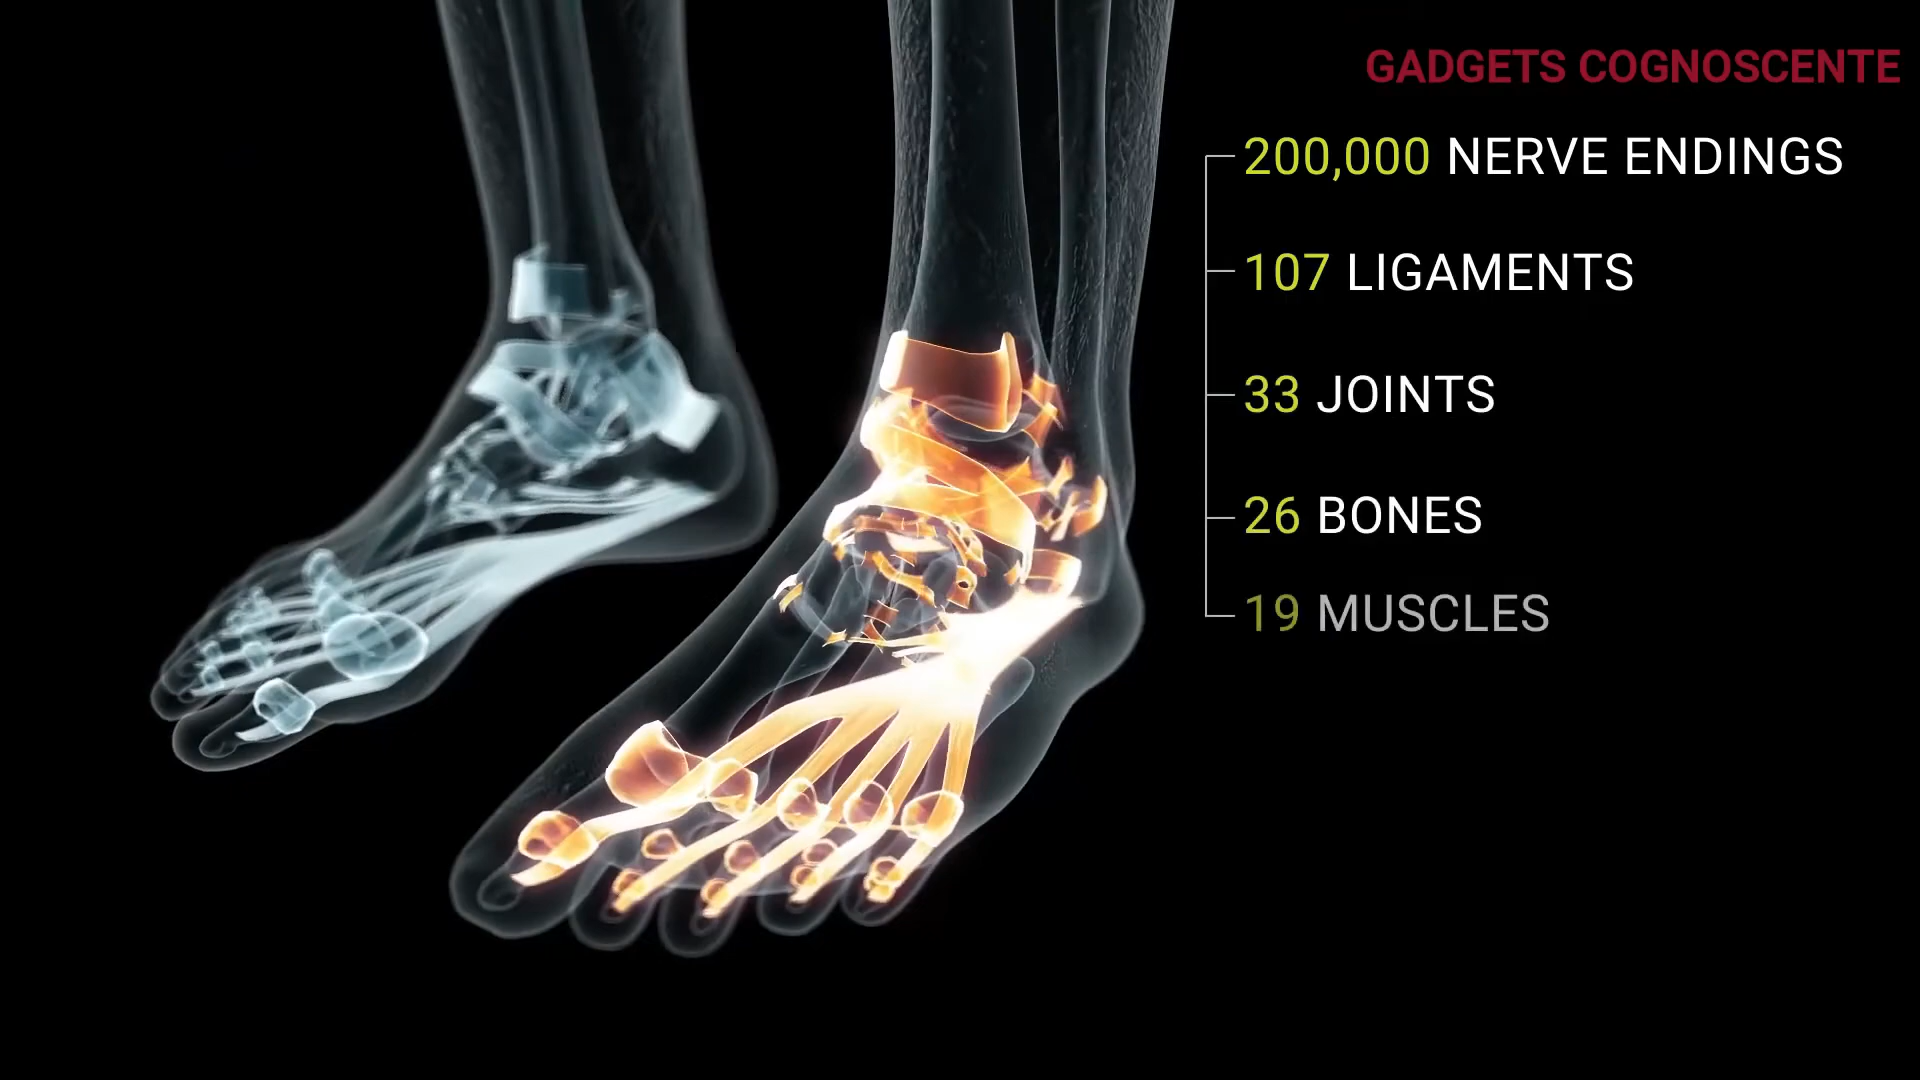 GADGETS COGNOSCENTE
200,000 NERVE ENDINGS
107 LIGAMENTS
33 JOINTS
26 BONES
19 MUSCLES